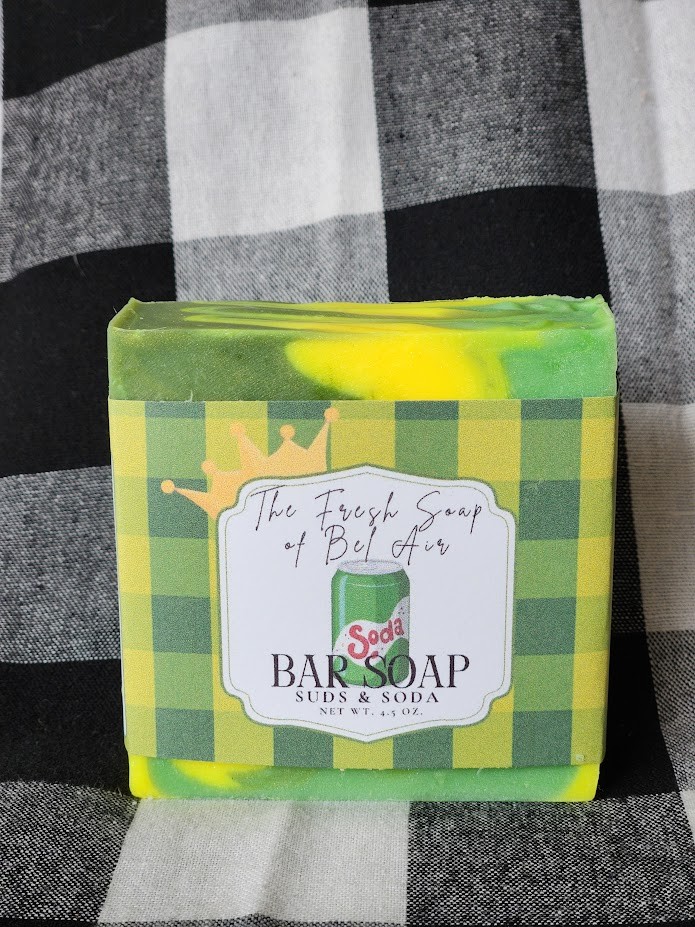 The Fresh Soap
of Bel Air
Soda
BAR SOAP
SUDS & SODA
NET WT. 4.5 OZ.